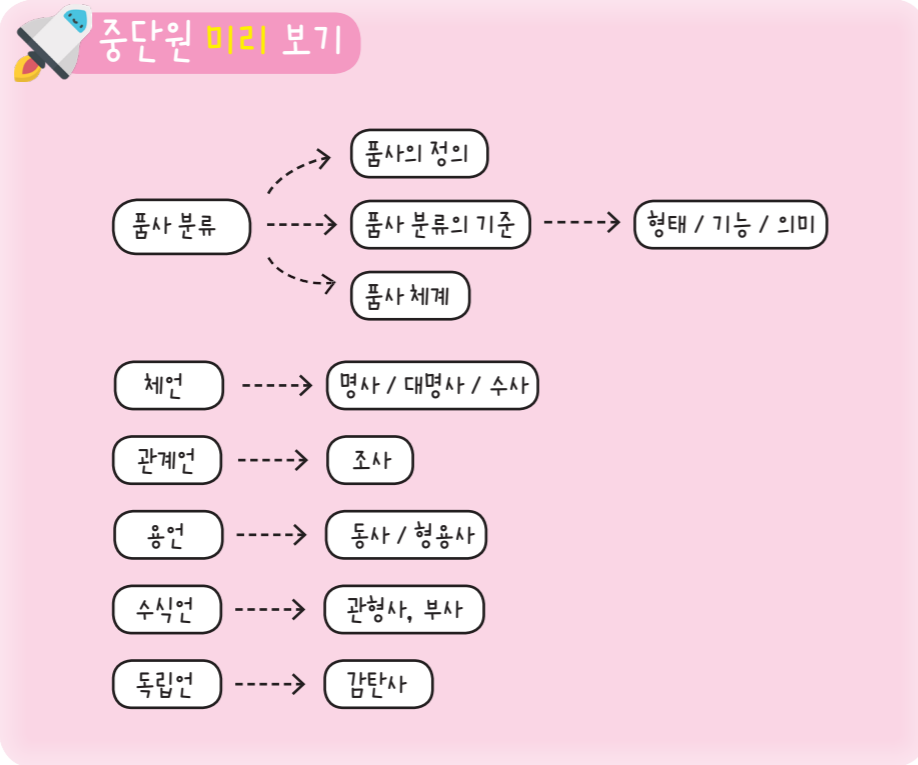 중단원 미리 보기
품사의 정의
품사 분류
품사 분류의 기준
형태 / 기능 / 의미
품사 체계
체언
명사 / 대명사 / 수사
관계언
조사
용언
동사 / 형용사
수식언
관형사, 부사
독립언
감탄사